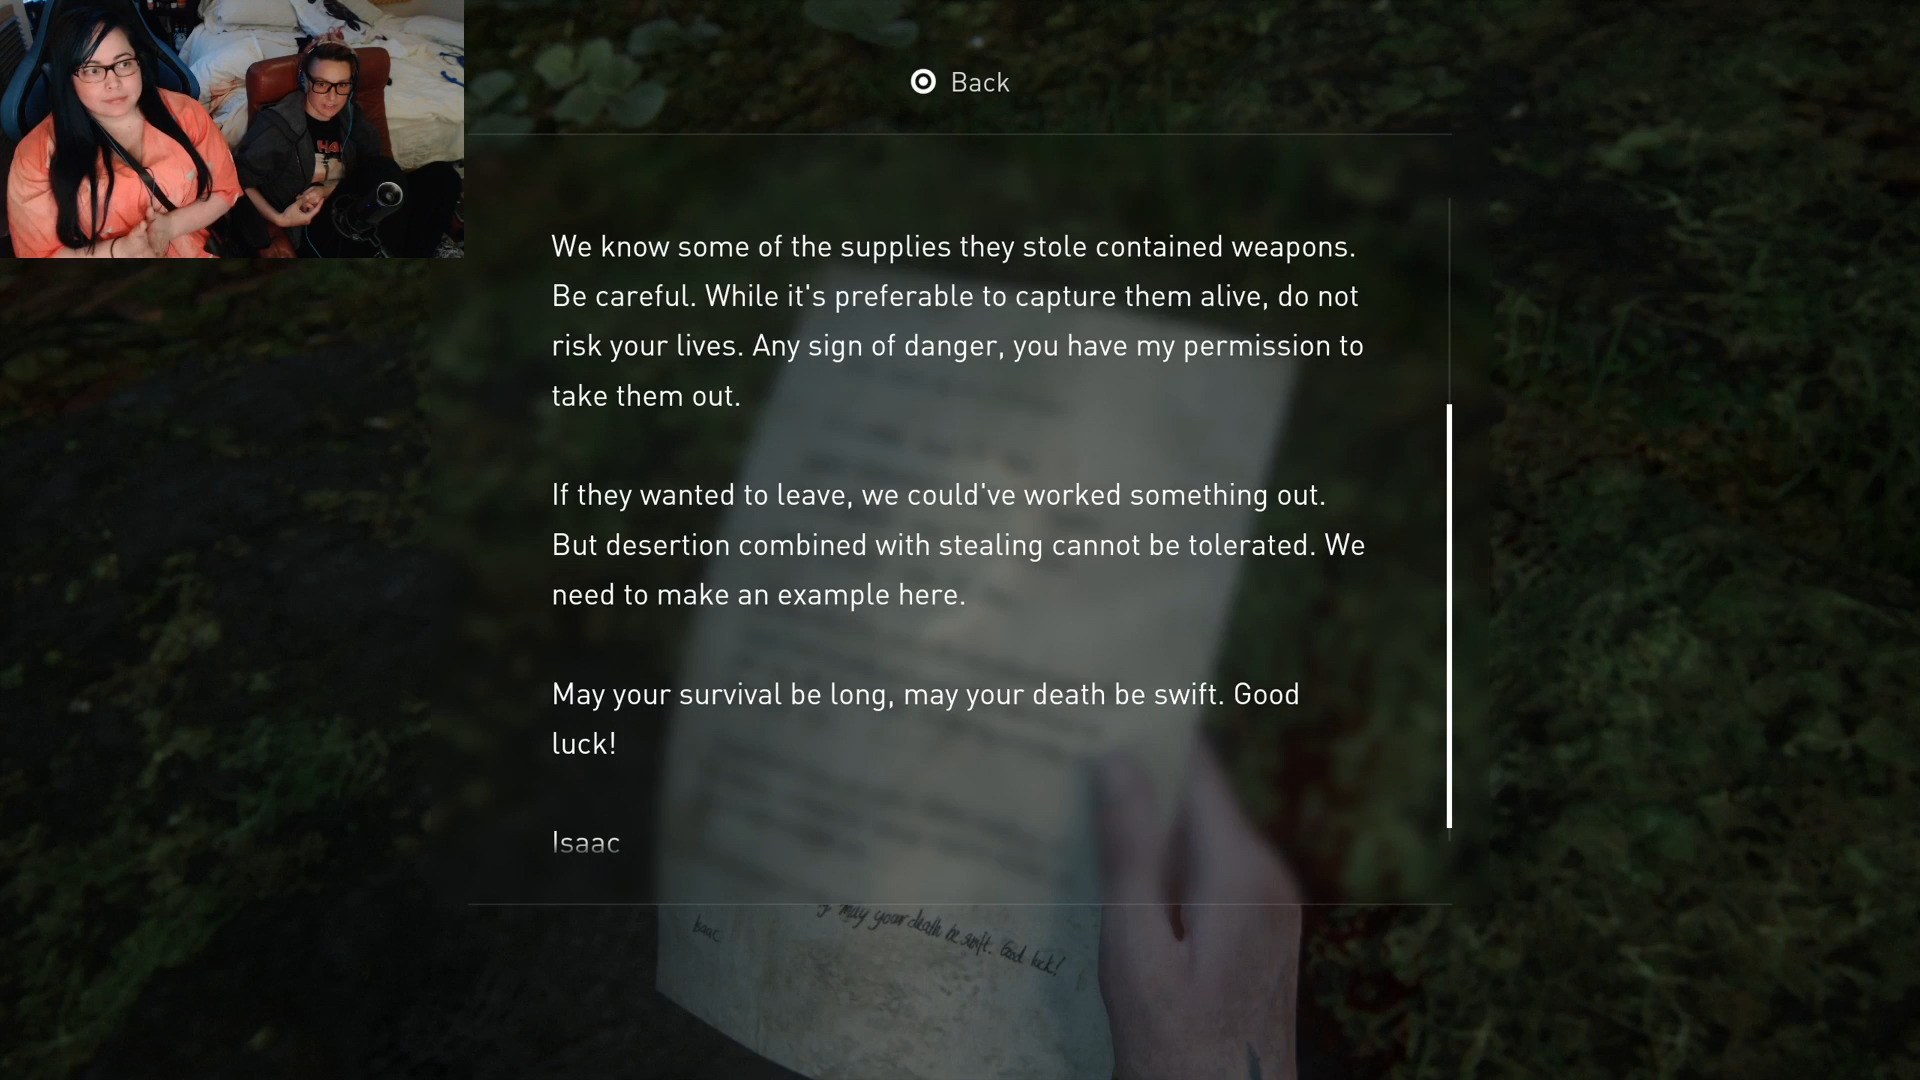 HA
Back
We know some of the supplies they stole contained weapons.
Be careful. While it's preferable to capture them alive, do not
risk your lives. Any sign of danger, you have my permission to
take them out.
If they wanted to leave, we could've worked something out.
But desertion combined with stealing cannot be tolerated. We
need to make an example here.
May your survival be long, may your death be swift. Good
luck!
Isaac
may your death be swift. Good luck!
Isaac